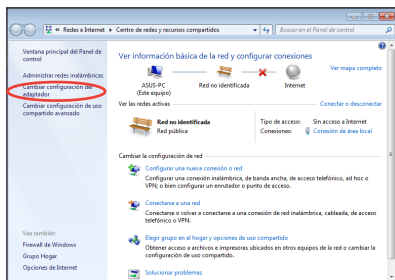 « Redes e Internet ▸ Centro de redes y recursos compartidos
Buscar en el Panel de control
Ventana principal del Panel de
control
Administrar redes inalámbricas
Cambiar configuración del
adaptador
Cambiar configuración de uso
compartido avanzado
Vea también
Firewall de Windows
Grupo Hogar
Opciones de Internet
Ver información básica de la red y configurar conexiones
Ver mapa completo
ASUS-PC
(Este equipo)
Red no identificada
Internet
Ver las redes activas
Conectar o desconectar
Red no identificada
Red pública
Tipo de acceso: Sin acceso a Internet
Conexiones: Conexión de área local
Cambiar la configuración de red
Configurar una nueva conexión o red
Configurar una conexión inalámbrica, de banda ancha, de acceso telefónico, ad hoc o
VPN; o bien configurar un enrutador o punto de acceso.
Conectarse a una red
Conectarse o volver a conectarse a una conexión de red inalámbrica, cableada, de acceso
telefónico o VPN.
Elegir grupo en el hogar y opciones de uso compartido
Obtener acceso a archivos e impresoras ubicados en otros equipos de la red o cambiar la
configuración de uso compartido.
Solucionar problemas